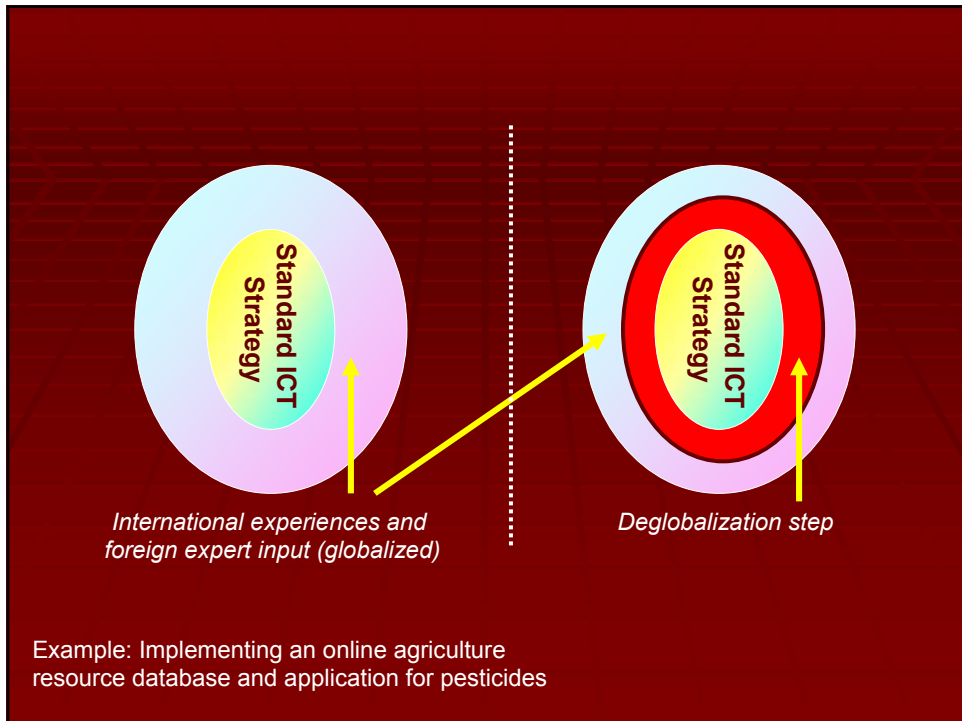 Standard ICT
Strategy
Standard ICT
Strategy
International experiences and
foreign expert input (globalized)
Deglobalization step
Example: Implementing an online agriculture
resource database and application for pesticides